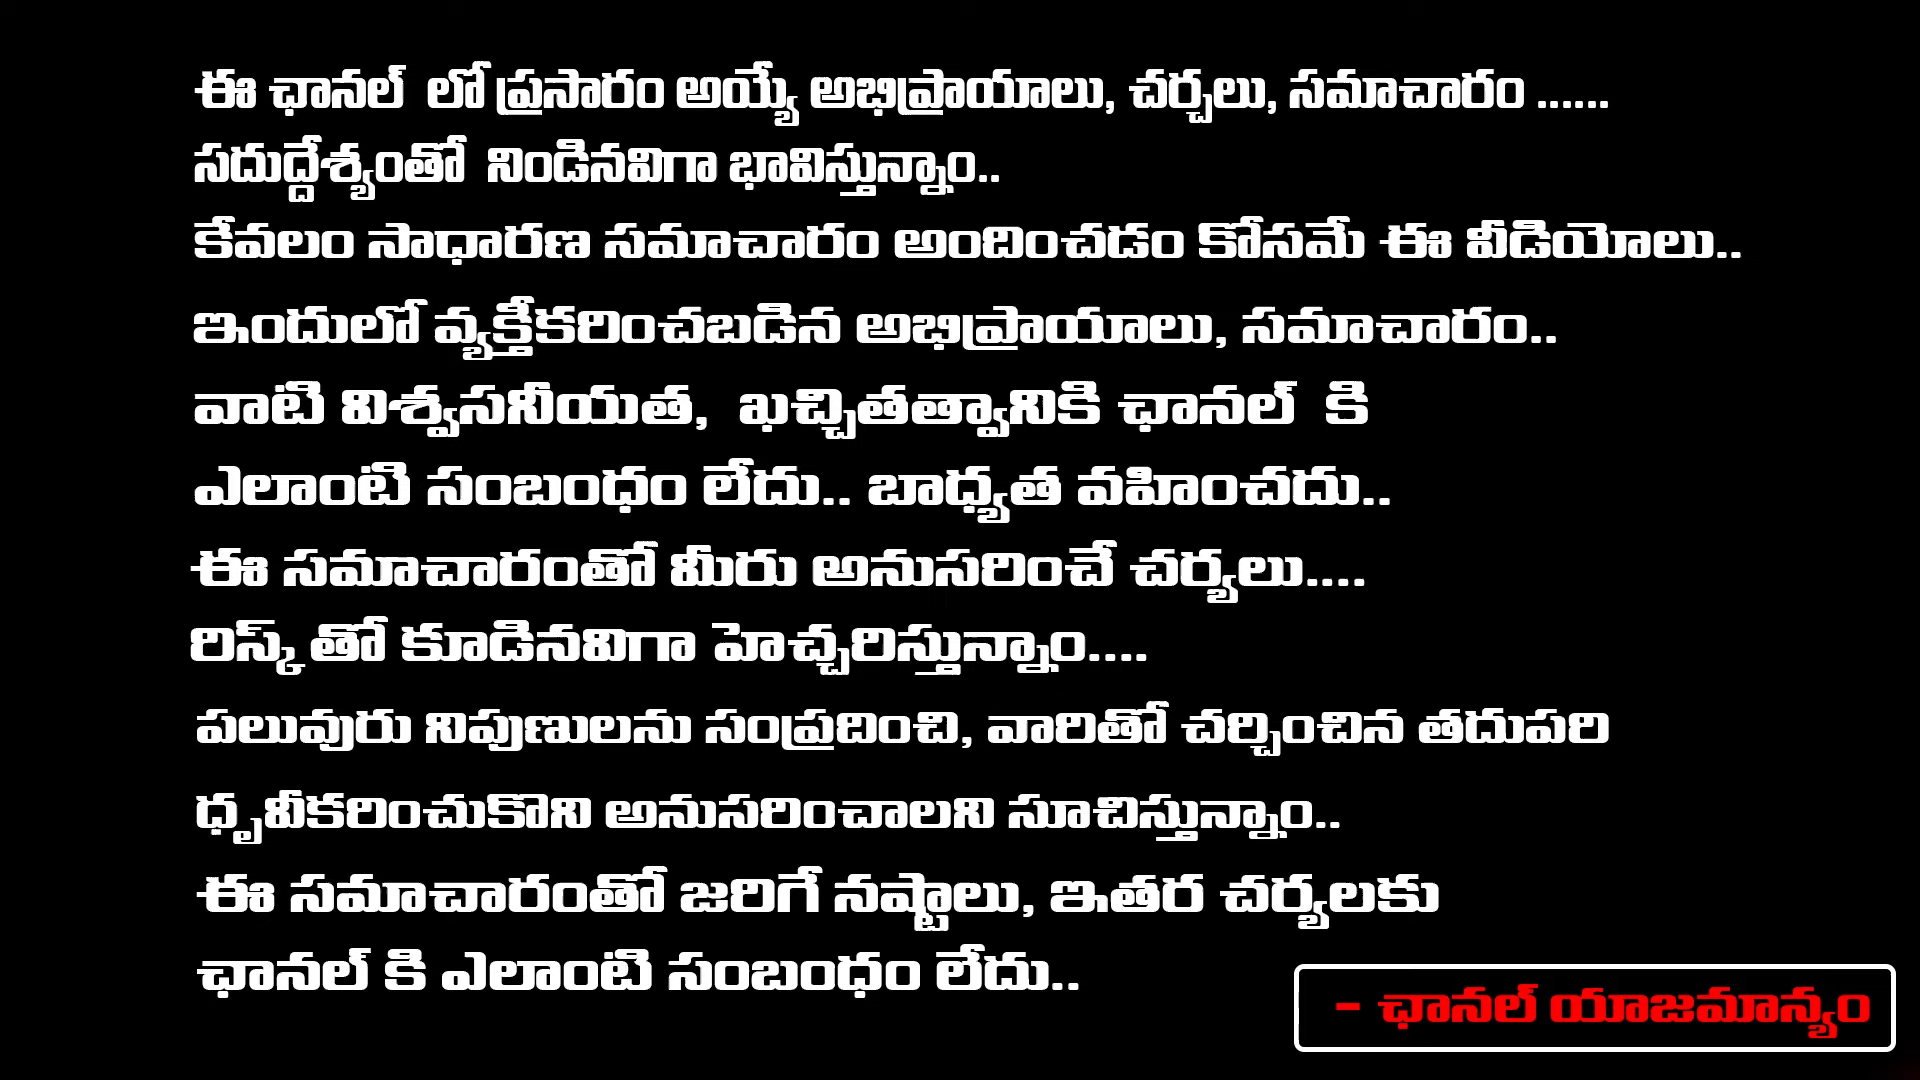 ఈ ఛానల్ లో ప్రసారం అయ్యే అభిప్రాయాలు, చర్చలు, సమాచారం ......
సదుద్దేశ్యంతో నిండినవిగా భావిస్తున్నాం..
కేవలం సాధారణ సమాచారం అందించడం కోసమే ఈ వీడియోలు..
ఇందులో వ్యక్తీకరించబడిన అభిప్రాయాలు, సమాచారం..
వాటి విశ్వసనీయత, ఖచ్చితత్వానికి ఛానల్ కి
ఎలాంటి సంబంధం లేదు.. బాధ్యత వహించదు..
ఈ సమాచారంతో మీరు అనుసరించే చర్యలు....
రిస్క్ తో కూడినవిగా హెచ్చరిస్తున్నాం....
పలువురు నిపుణులను సంప్రదించి, వారితో చర్చించిన తదుపరి
ధృవీకరించుకొని అనుసరించాలని సూచిస్తున్నాం..
ఈ సమాచారంతో జరిగే నష్టాలు, ఇతర చర్యలకు
ఛానల్ కి ఎలాంటి సంబంధం లేదు..
- ఛానల్ యాజమాన్యం